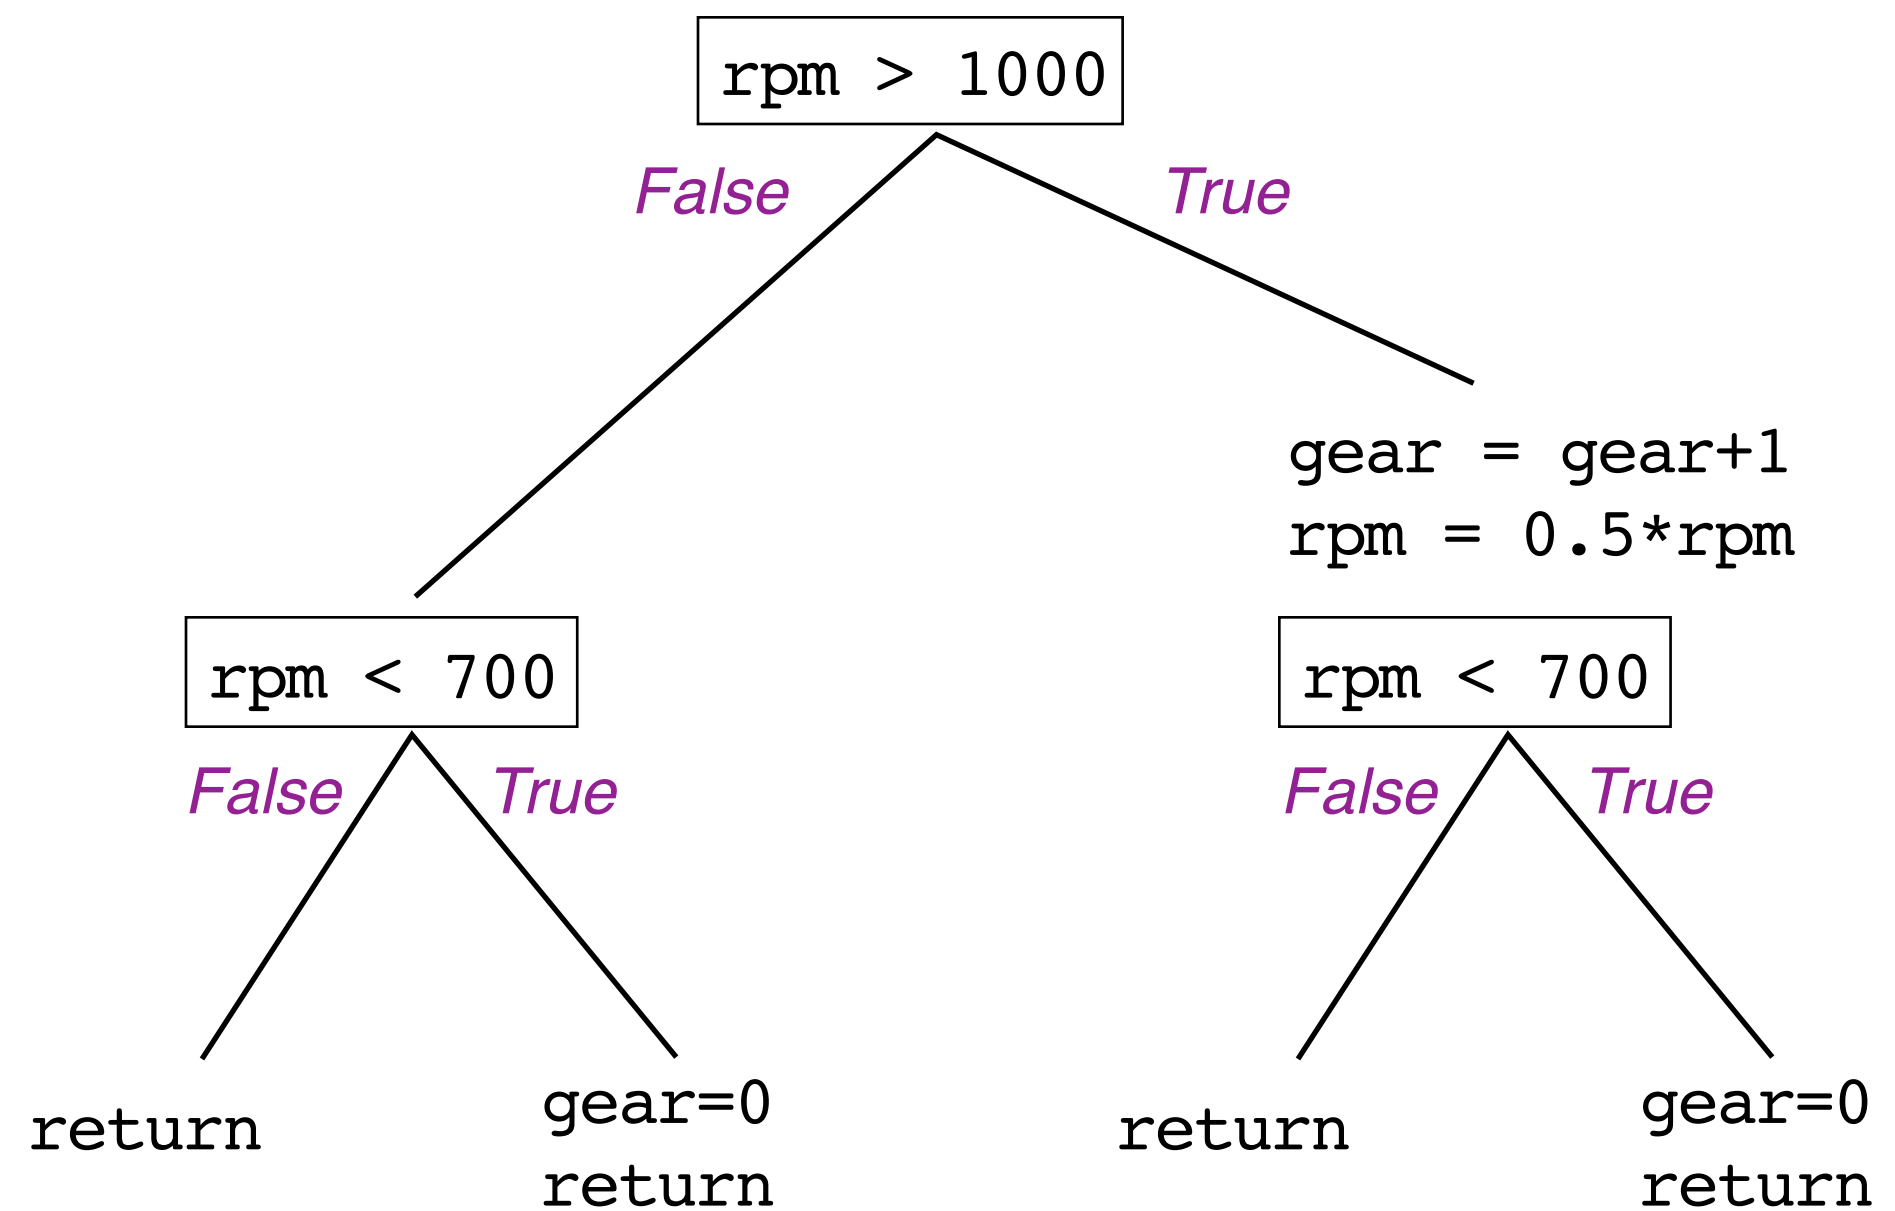 rpm > 1000
False
True
gear = gear+1
rpm = 0.5*rpm
rpm < 700
rpm < 700
False
True
False
True
return
gear=0
return
return
gear=0
return